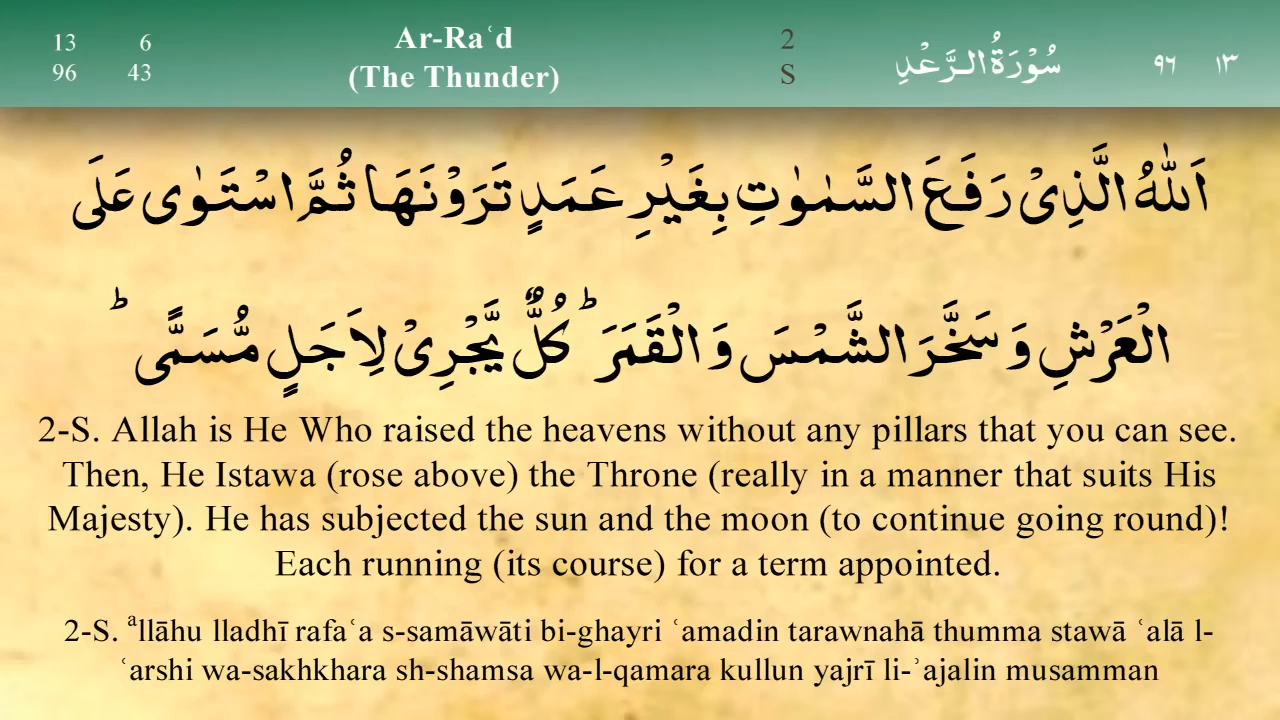 13 6 Ar-Raʿd 2 سُوْرَةُ الرَّعْدِ ٩٦ ١٣
96 43 (The Thunder) S
اَللّٰهُ الَّذِیْ رَفَعَ السَّمٰوٰتِ بِغَیْرِ عَمَدٍ تَرَوْنَهَا ثُمَّ اسْتَوٰی عَلَی
الْعَرْشِ وَ سَخَّرَ الشَّمْسَ وَ الْقَمَرَ ؕ كُلٌّ یَّجْرِیْ لِاَجَلٍ مُّسَمًّی ؕ
2-S. Allah is He Who raised the heavens without any pillars that you can see.
Then, He Istawa (rose above) the Throne (really in a manner that suits His
Majesty). He has subjected the sun and the moon (to continue going round)!
Each running (its course) for a term appointed.
2-S. ᵃllāhu lladhī rafaʿa s-samāwāti bi-ghayri ʿamadin tarawnahā thumma stawā ʿalā l-
ʿarshi wa-sakhkhara sh-shamsa wa-l-qamara kullun yajrī li-ʾajalin musamman